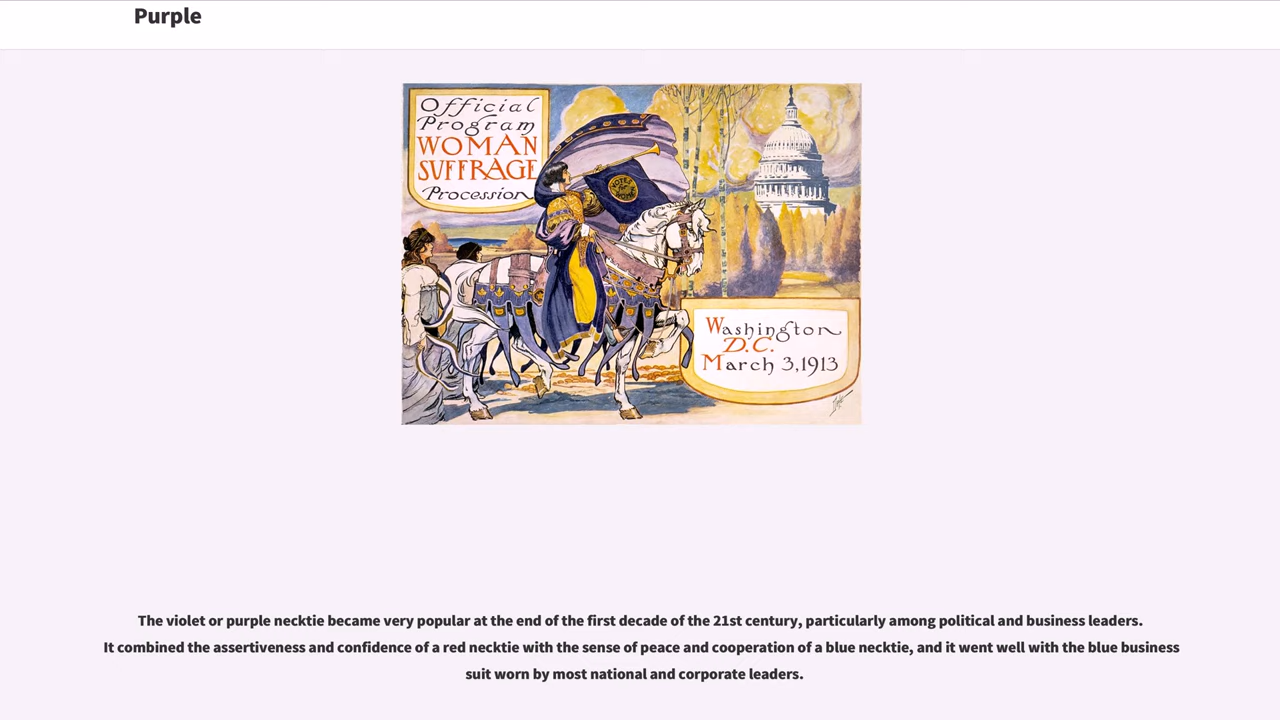 Purple
Official
Program
WOMAN
SUFFRAGE
Procession
VOTES
Washington
D.C.
March 3,1913
The violet or purple necktie became very popular at the end of the first decade of the 21st century, particularly among political and business leaders.
It combined the assertiveness and confidence of a red necktie with the sense of peace and cooperation of a blue necktie, and it went well with the blue business
suit worn by most national and corporate leaders.